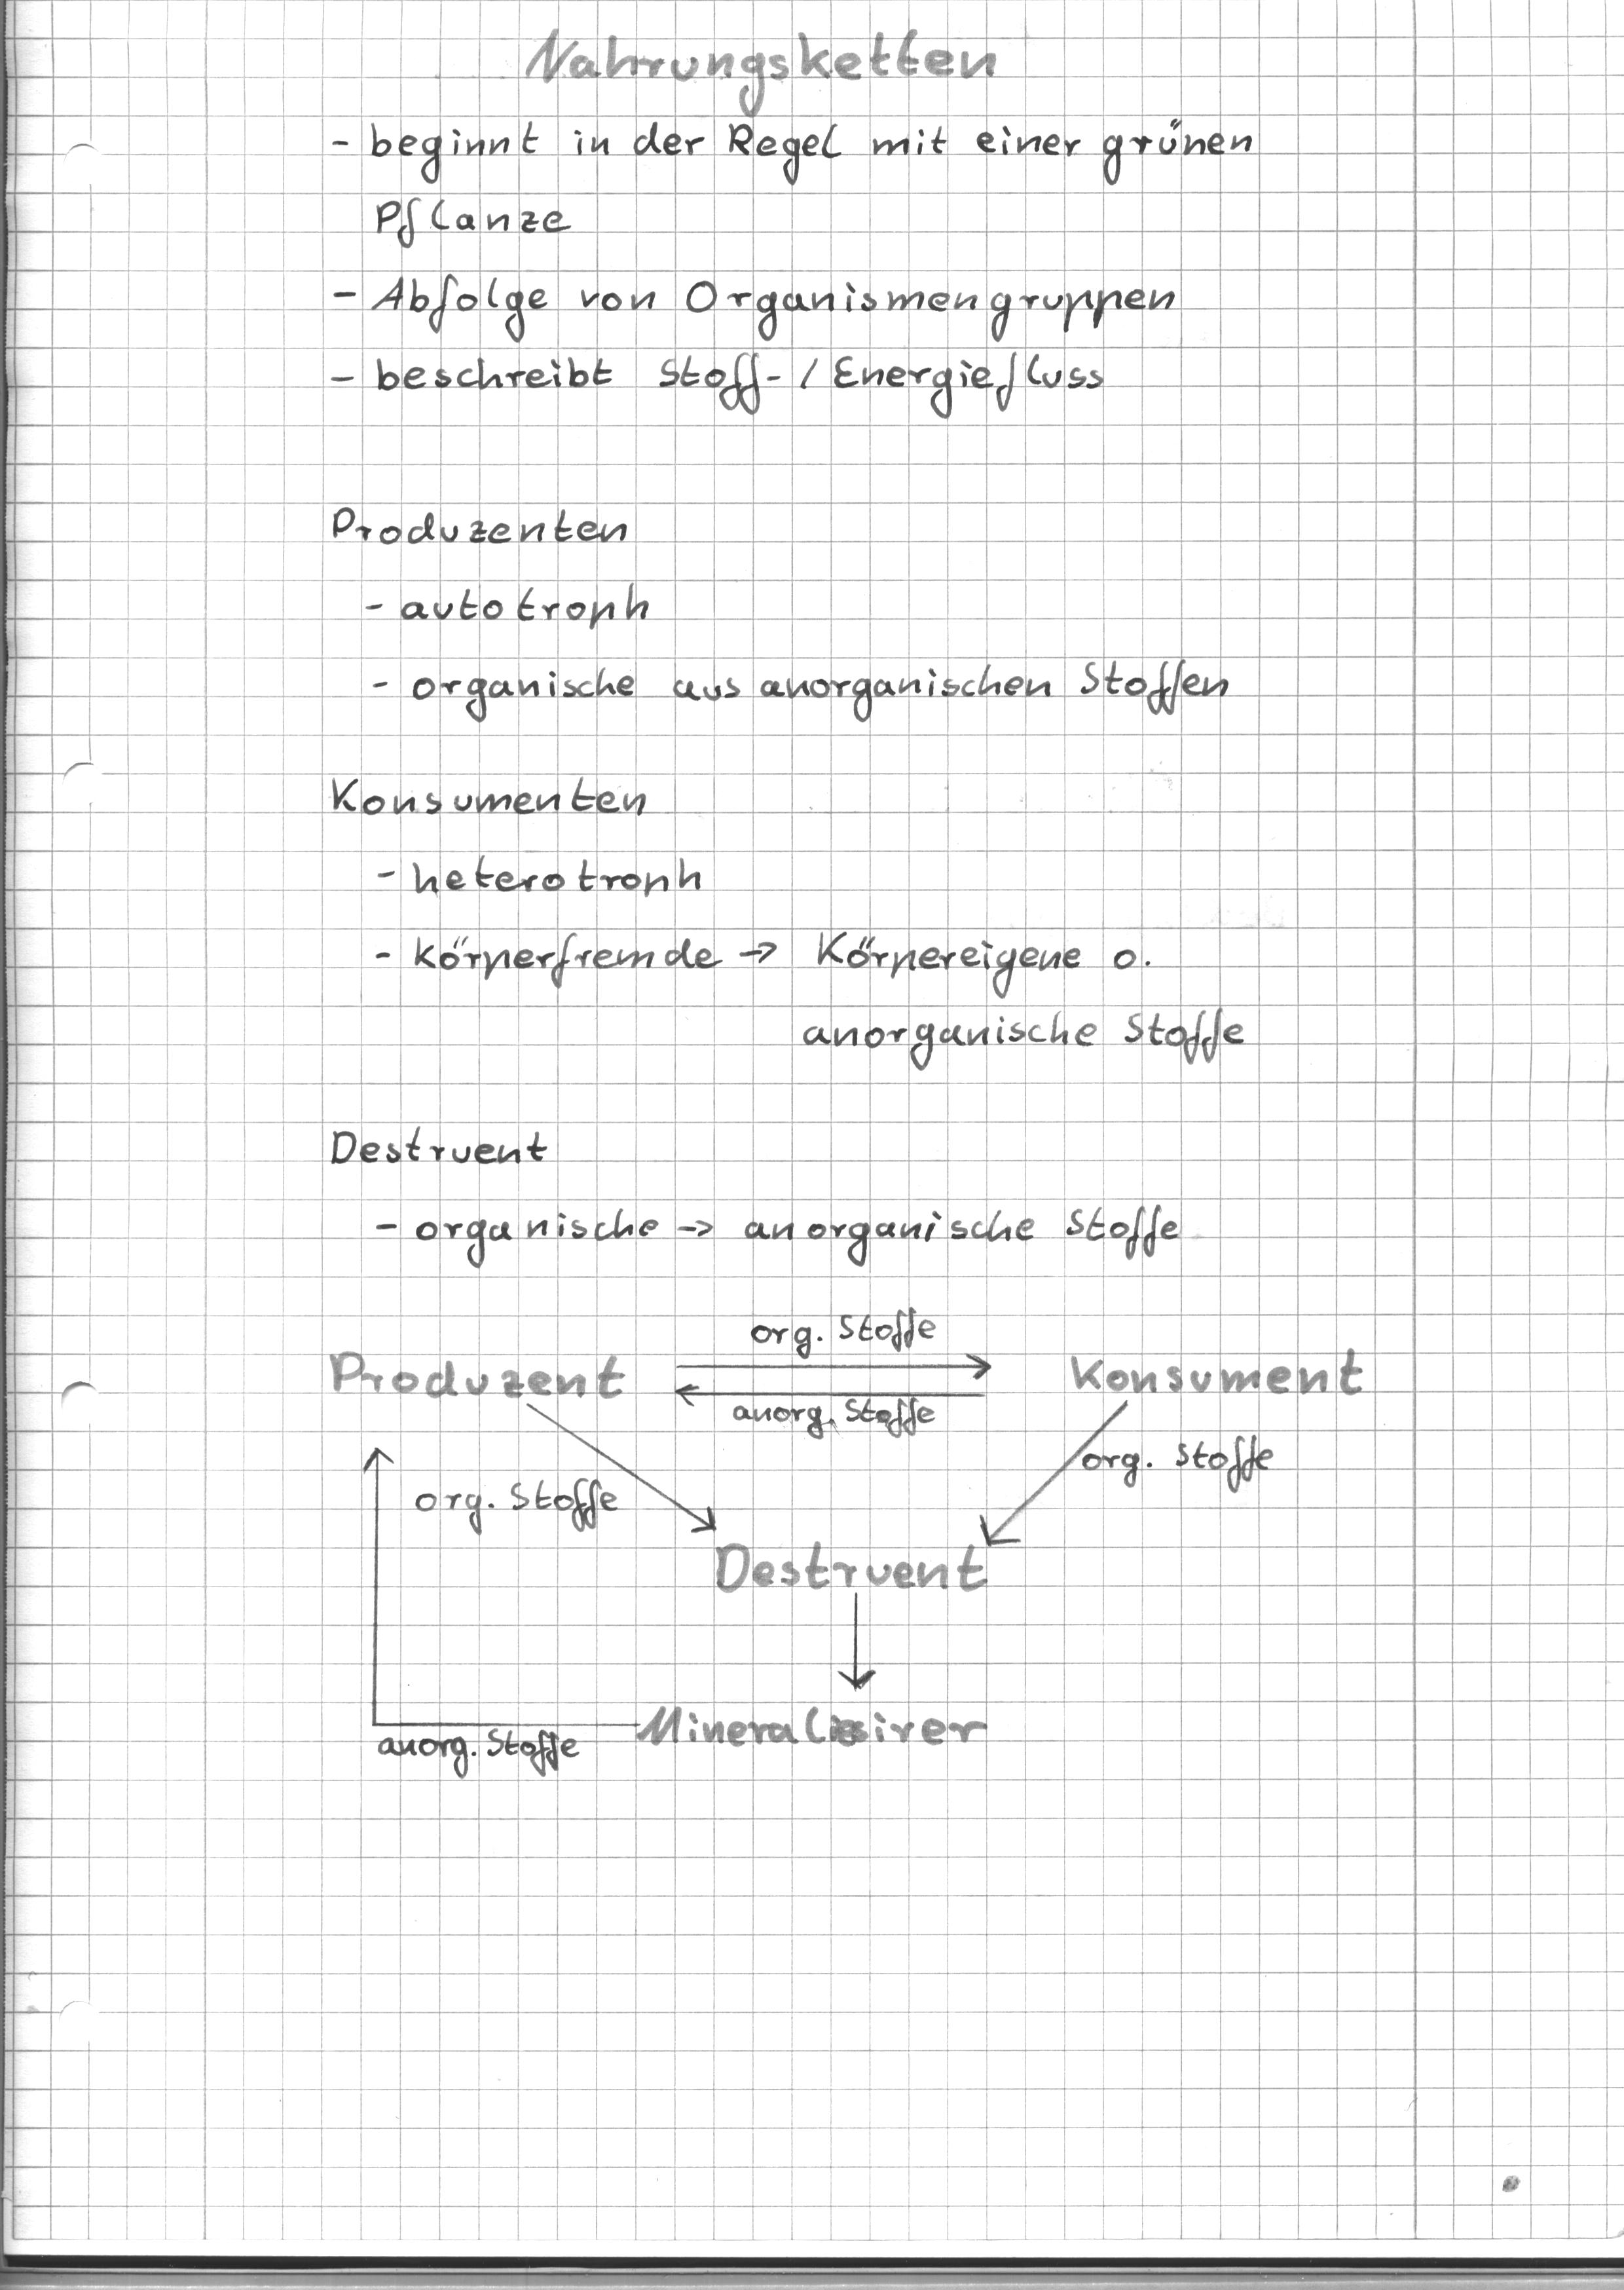 Nahrungsketten
- beginnt in der Regel mit einer grünen
Pflanze
- Abfolge von Organismengruppen
- beschreibt Stoff- / Energiefluss
Produzenten
- autotroph
- organische aus anorganischen Stoffen
Konsumenten
- heterotroph
- körperfremde → Körpereigene o.
anorganische Stoffe
Destruent
- organische → anorganische Stoffe
org. Stoffe
Produzent Konsument
anorg. Stoffe
org. Stoffe
org. Stoffe
Destruent
Mineralisirer
anorg. Stoffe